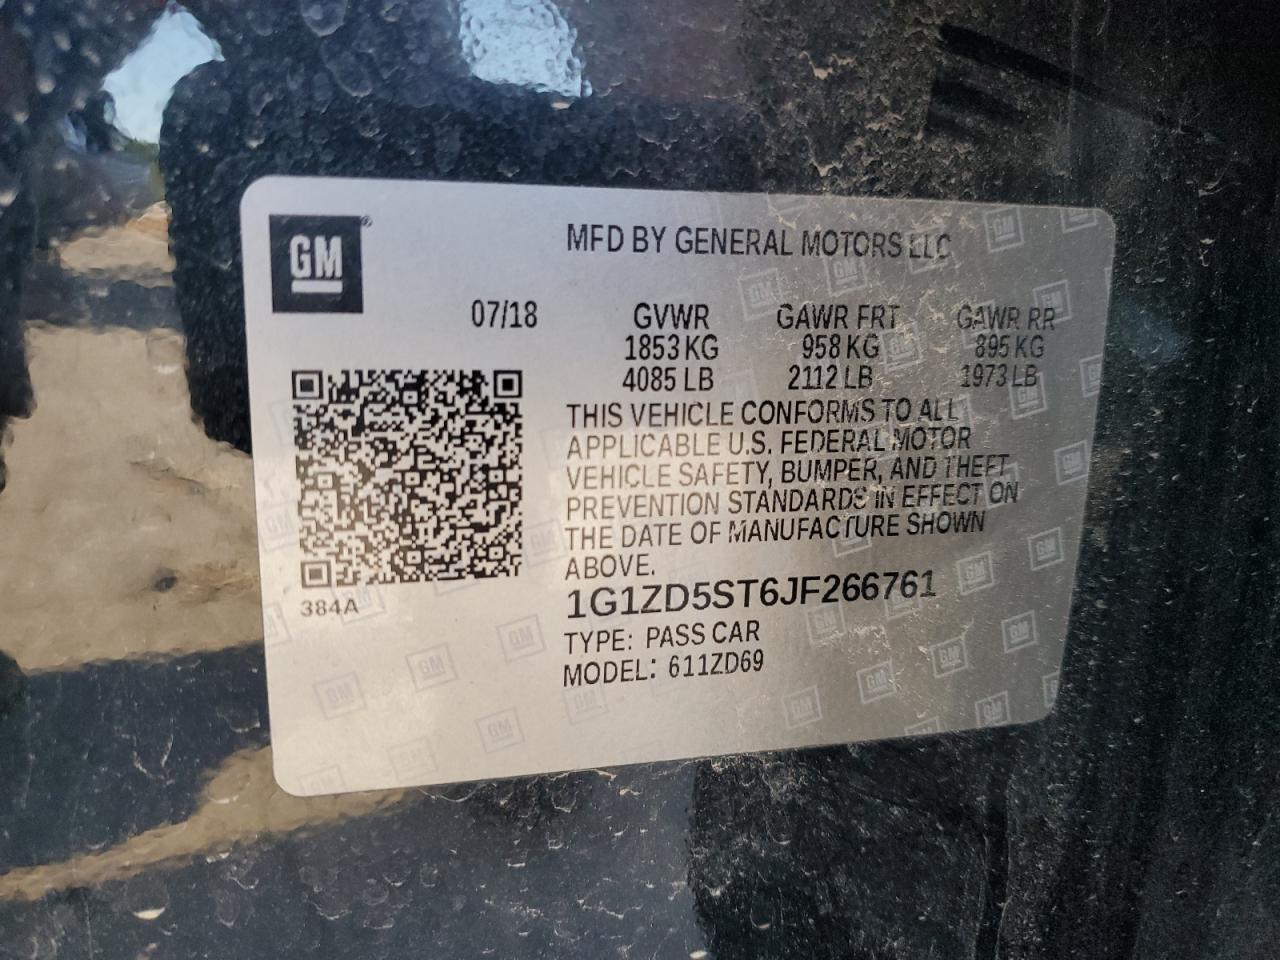 GM®
MFD BY GENERAL MOTORS LLC
07/18 GVWR GAWR FRT GAWR RR
1853 KG 958 KG 895 KG
4085 LB 2112 LB 1973 LB
THIS VEHICLE CONFORMS TO ALL
APPLICABLE U.S. FEDERAL MOTOR
VEHICLE SAFETY, BUMPER, AND THEFT
PREVENTION STANDARDS IN EFFECT ON
THE DATE OF MANUFACTURE SHOWN
ABOVE.
384A
1G1ZD5ST6JF266761
TYPE: PASS CAR
MODEL: 611ZD69